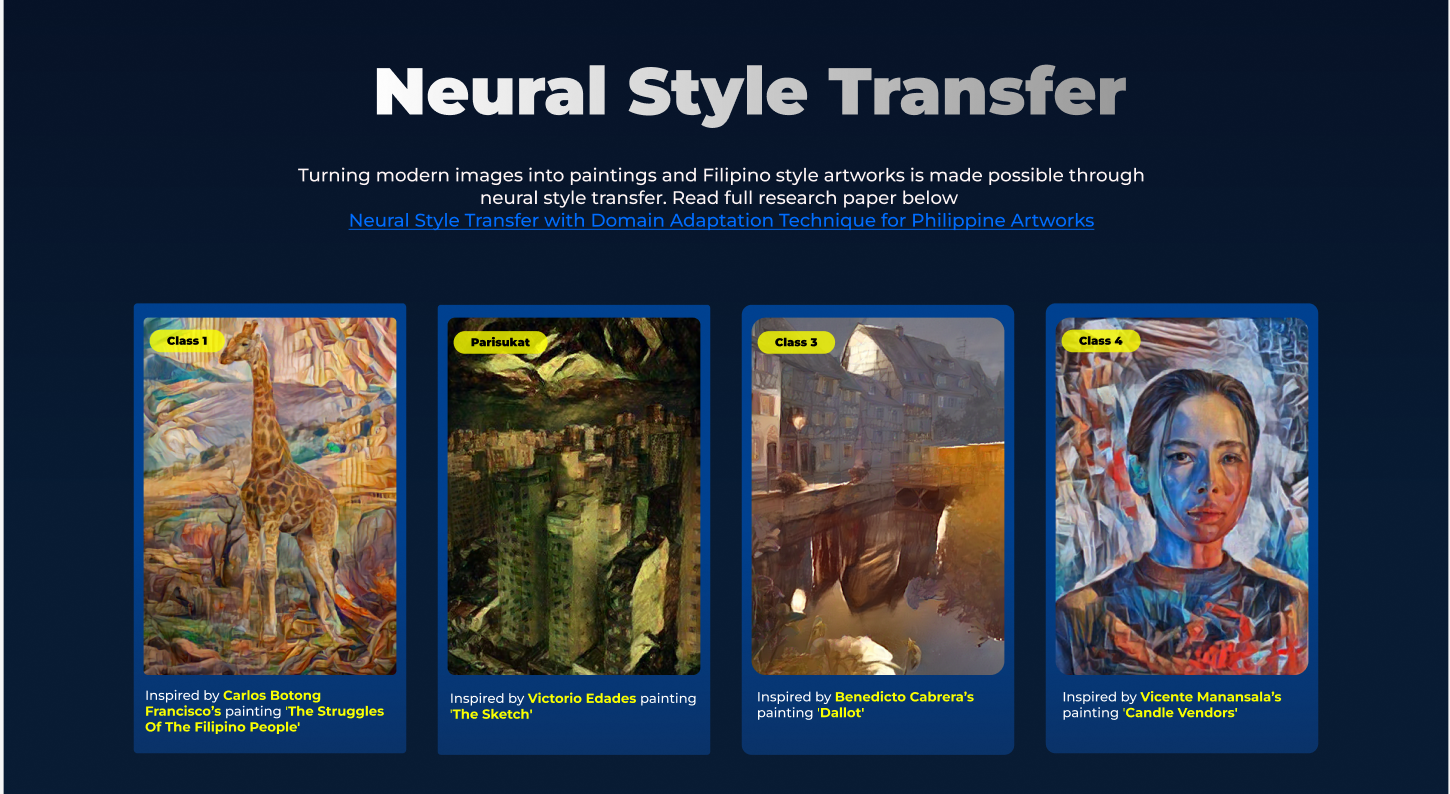 Neural Style Transfer
Turning modern images into paintings and Filipino style artworks is made possible through
neural style transfer. Read full research paper below
Neural Style Transfer with Domain Adaptation Technique for Philippine Artworks
Class 1
Inspired by Carlos Botong
Francisco’s painting 'The Struggles
Of The Filipino People'
Parisukat
Inspired by Victorio Edades painting
'The Sketch'
Class 3
Inspired by Benedicto Cabrera’s
painting 'Dallot'
Class 4
Inspired by Vicente Manansala’s
painting 'Candle Vendors'